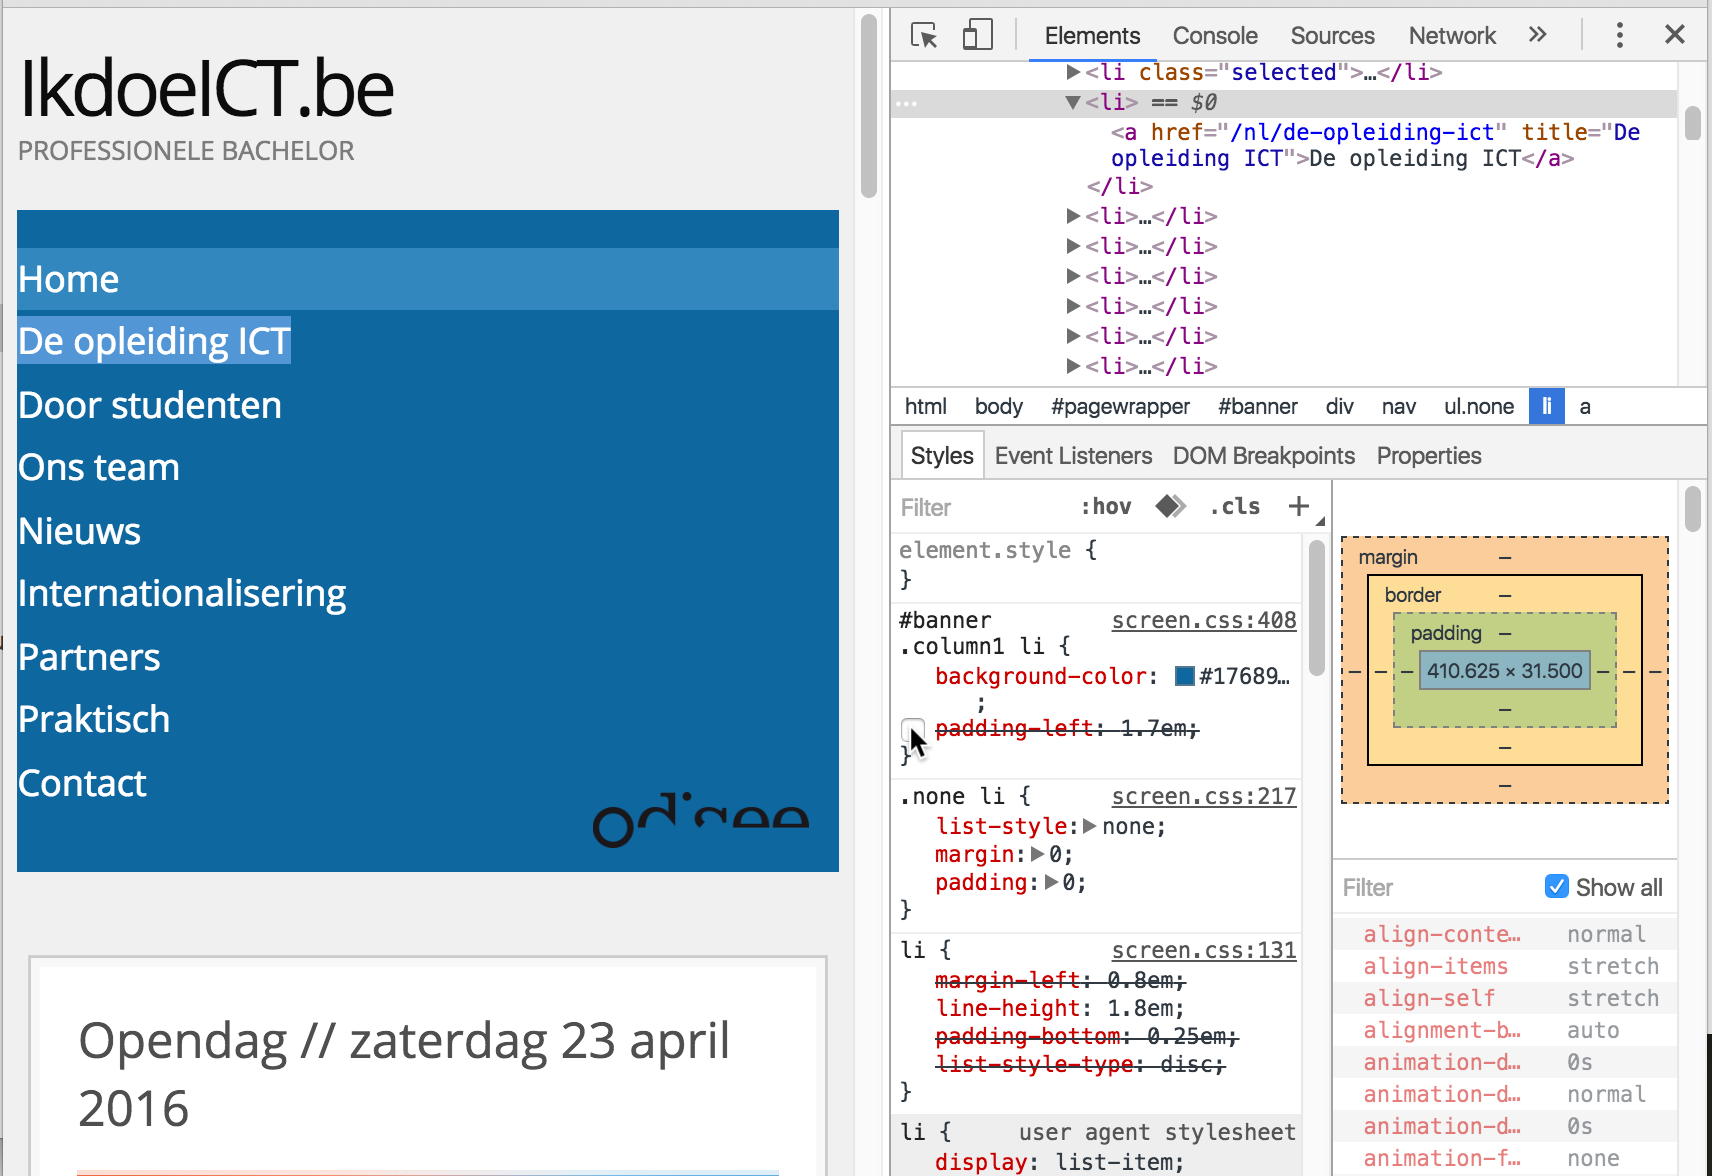 IkdoeICT.be
PROFESSIONELE BACHELOR
Home
De opleiding ICT
Door studenten
Ons team
Nieuws
Internationalisering
Partners
Praktisch
Contact
odisee
Opendag // zaterdag 23 april
2016
Elements Console Sources Network »
▶<li class="selected">…</li>
… ▼<li> == $0
<a href="/nl/de-opleiding-ict" title="De
opleiding ICT">De opleiding ICT</a>
</li>
▶<li>…</li>
▶<li>…</li>
▶<li>…</li>
▶<li>…</li>
▶<li>…</li>
▶<li>…</li>
html body #pagewrapper #banner div nav ul.none li a
Styles Event Listeners DOM Breakpoints Properties
Filter :hov .cls +
element.style {
}
#banner screen.css:408
.column1 li {
background-color: #17689…
;
padding-left: 1.7em;
}
.none li { screen.css:217
list-style:▶none;
margin:▶0;
padding:▶0;
}
li { screen.css:131
margin-left: 0.8em;
line-height: 1.8em;
padding-bottom: 0.25em;
list-style-type: disc;
}
li { user agent stylesheet
display: list-item;
margin –
border –
padding –
– – – 410.625 × 31.500 – – –
–
–
–
Filter Show all
align-conte… normal
align-items stretch
align-self stretch
alignment-b… auto
animation-d… 0s
animation-d… normal
animation-d… 0s
animation-f… none